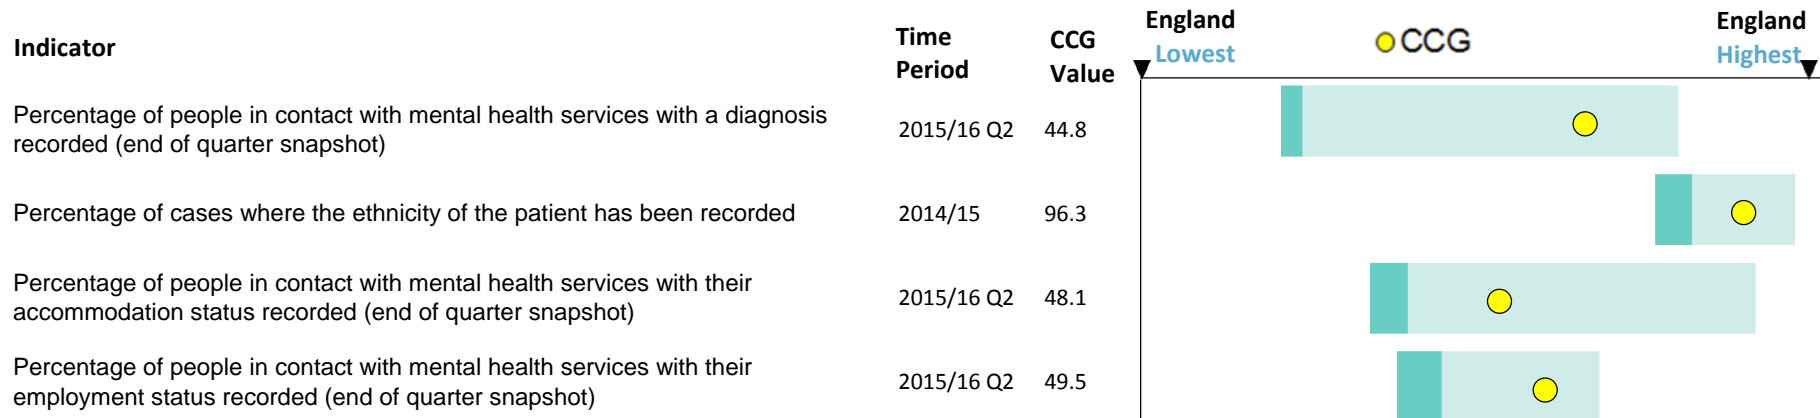 Indicator
Time
Period
CCG
Value
England
Lowest
CCG
England
Highest
Percentage of people in contact with mental health services with a diagnosis
recorded (end of quarter snapshot)
2015/16 Q2
44.8
Percentage of cases where the ethnicity of the patient has been recorded
2014/15
96.3
Percentage of people in contact with mental health services with their
accommodation status recorded (end of quarter snapshot)
2015/16 Q2
48.1
Percentage of people in contact with mental health services with their
employment status recorded (end of quarter snapshot)
2015/16 Q2
49.5